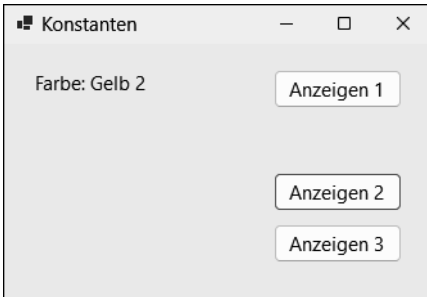 Konstanten
Farbe: Gelb 2
Anzeigen 1
Anzeigen 2
Anzeigen 3